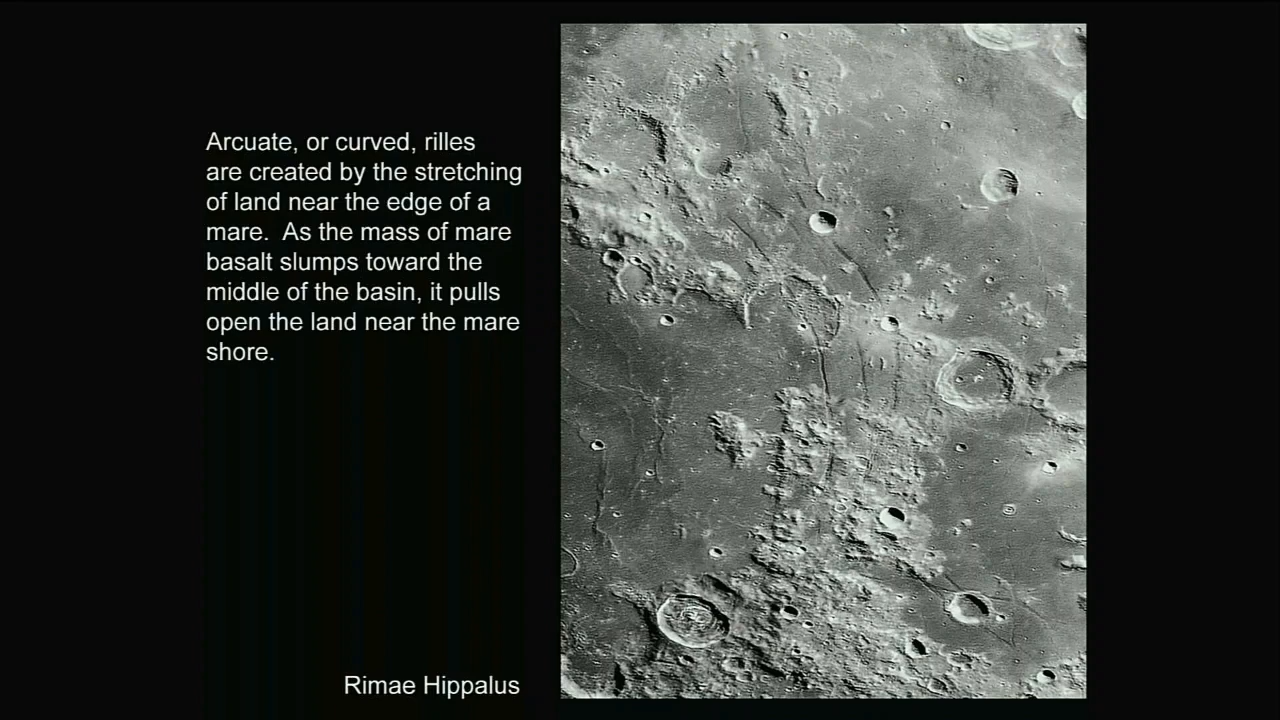 Arcuate, or curved, rilles
are created by the stretching
of land near the edge of a
mare.  As the mass of mare
basalt slumps toward the
middle of the basin, it pulls
open the land near the mare
shore.
Rimae Hippalus